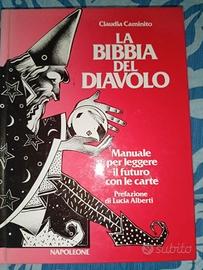 Claudia Caminito
LA
BIBBIA
DEL
DIAVOLO
Manuale
per leggere
il futuro
con le carte
Prefazione
di Lucia Alberti
NAPOLEONE
subito